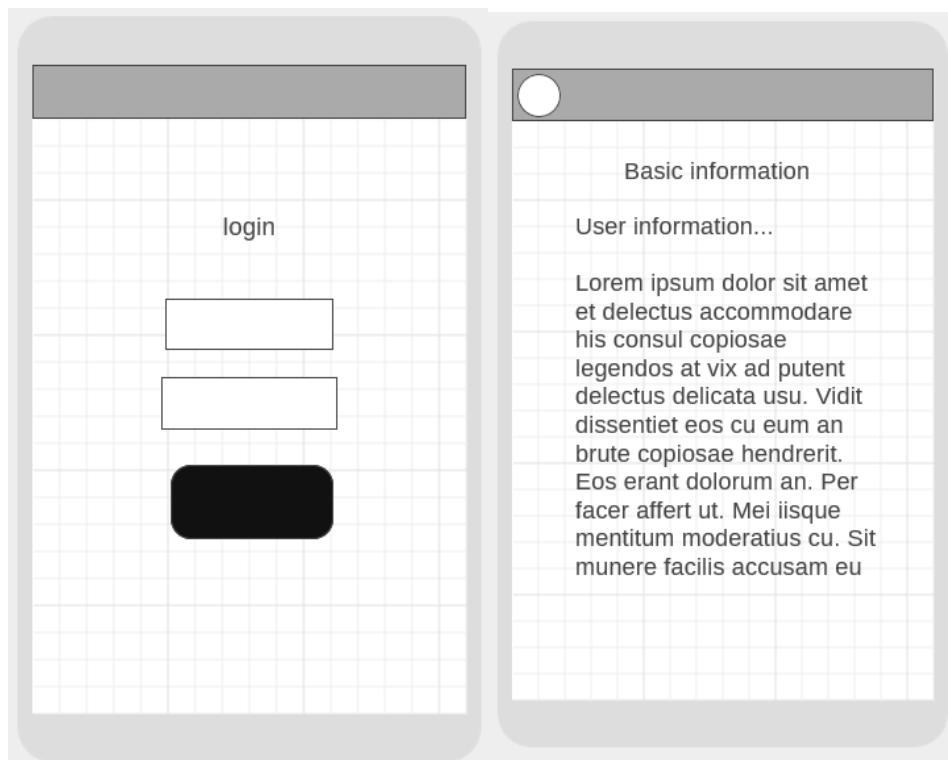 login
Basic information
User information...
Lorem ipsum dolor sit amet
et delectus accommodare
his consul copiosae
legendos at vix ad putent
delectus delicata usu. Vidit
dissentiet eos cu eum an
brute copiosae hendrerit.
Eos erant dolorum an. Per
facer affert ut. Mei iisque
mentitum moderatius cu. Sit
munere facilis accusam eu